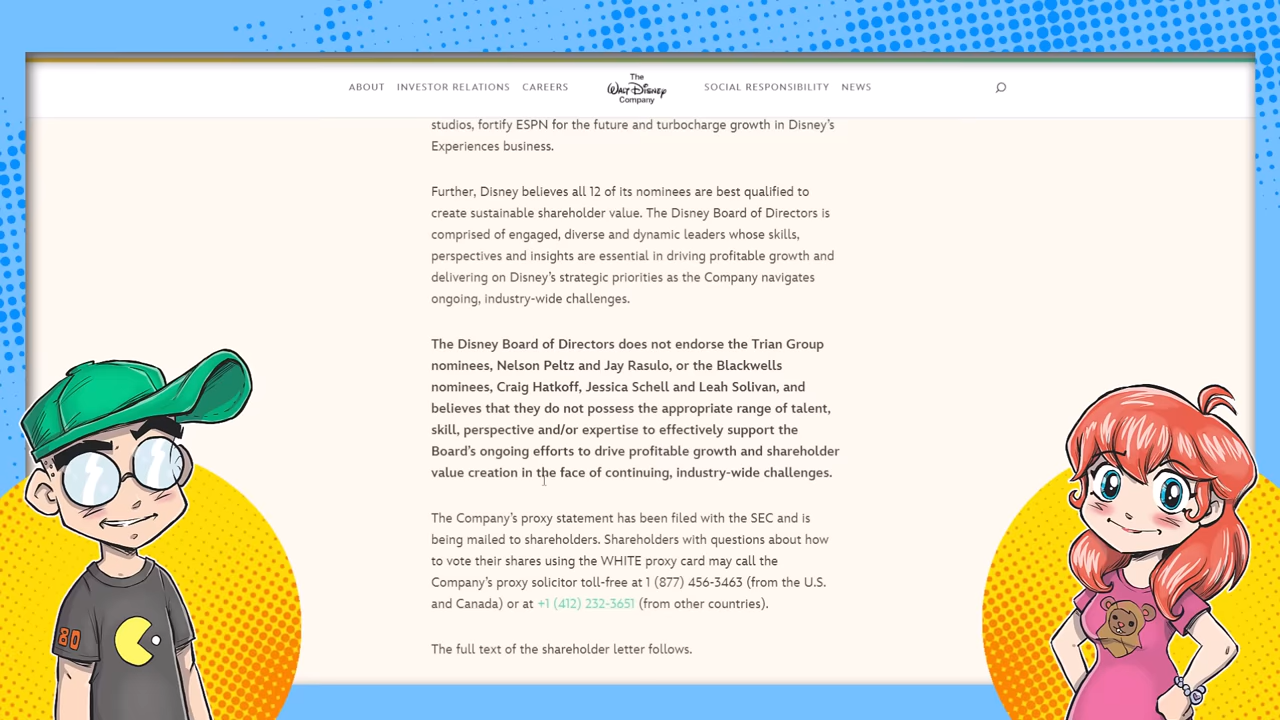 ABOUT INVESTOR RELATIONS CAREERS The Walt Disney Company SOCIAL RESPONSIBILITY NEWS
studios, fortify ESPN for the future and turbocharge growth in Disney's
Experiences business.
Further, Disney believes all 12 of its nominees are best qualified to
create sustainable shareholder value. The Disney Board of Directors is
comprised of engaged, diverse and dynamic leaders whose skills,
perspectives and insights are essential in driving profitable growth and
delivering on Disney's strategic priorities as the Company navigates
ongoing, industry-wide challenges.
The Disney Board of Directors does not endorse the Trian Group
nominees, Nelson Peltz and Jay Rasulo, or the Blackwells
nominees, Craig Hatkoff, Jessica Schell and Leah Solivan, and
believes that they do not possess the appropriate range of talent,
skill, perspective and/or expertise to effectively support the
Board's ongoing efforts to drive profitable growth and shareholder
value creation in the face of continuing, industry-wide challenges.
The Company's proxy statement has been filed with the SEC and is
being mailed to shareholders. Shareholders with questions about how
to vote their shares using the WHITE proxy card may call the
Company's proxy solicitor toll-free at 1 (877) 456-3463 (from the U.S.
and Canada) or at +1 (412) 232-3651 (from other countries).
The full text of the shareholder letter follows.
80